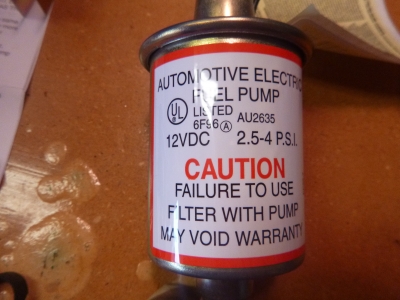 AUTOMOTIVE ELECTRIC
FUEL PUMP
UL LISTED AU2635
6F96 A
12VDC 2.5-4 P.S.I.
CAUTION
FAILURE TO USE
FILTER WITH PUMP
MAY VOID WARRANTY